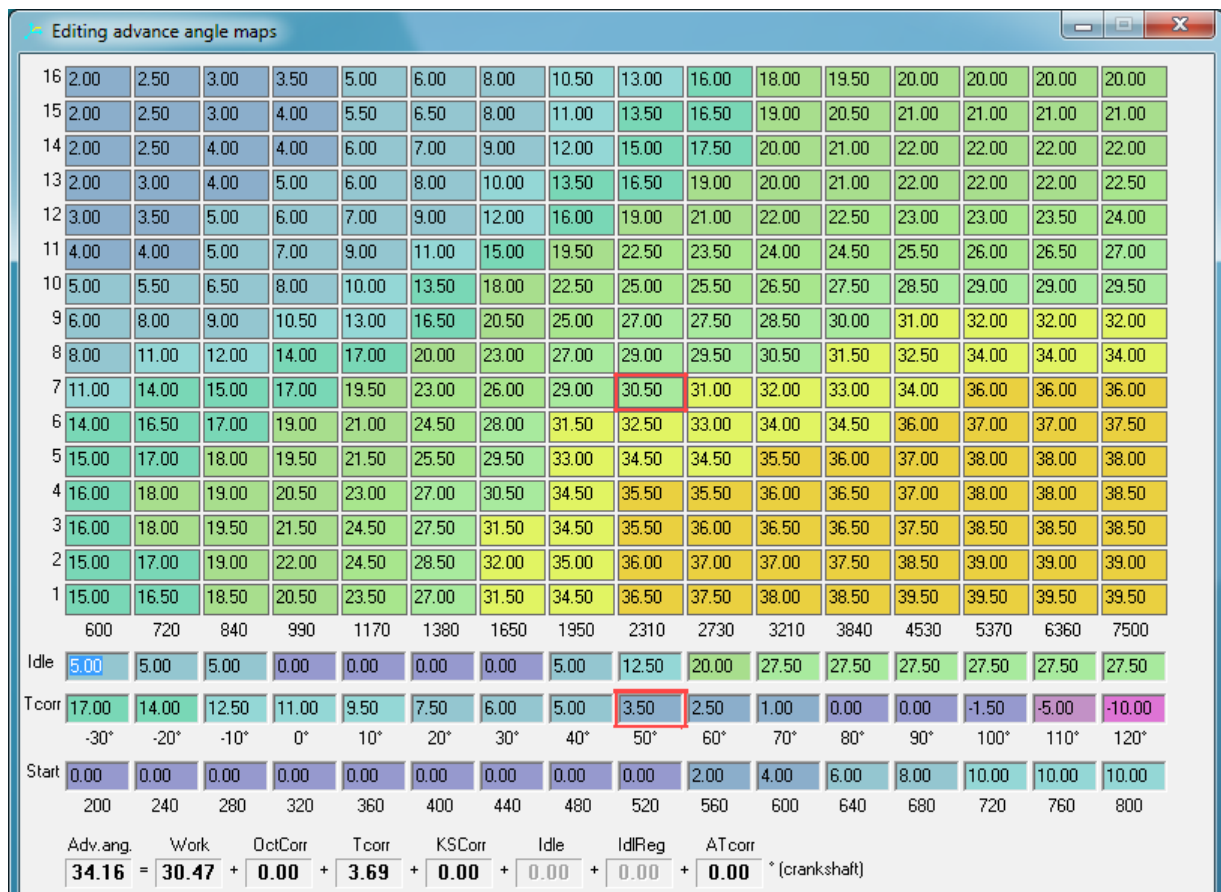 Editing advance angle maps
16 2.00 2.50 3.00 3.50 5.00 6.00 8.00 10.50 13.00 16.00 18.00 19.50 20.00 20.00 20.00 20.00
15 2.00 2.50 3.00 4.00 5.50 6.50 8.00 11.00 13.50 16.50 19.00 20.50 21.00 21.00 21.00 21.00
14 2.00 2.50 4.00 4.00 6.00 7.00 9.00 12.00 15.00 17.50 20.00 21.00 22.00 22.00 22.00 22.00
13 2.00 3.00 4.00 5.00 6.00 8.00 10.00 13.50 16.50 19.00 20.00 21.00 22.00 22.00 22.00 22.50
12 3.00 3.50 5.00 6.00 7.00 9.00 12.00 16.00 19.00 21.00 22.00 22.50 23.00 23.00 23.50 24.00
11 4.00 4.00 5.00 7.00 9.00 11.00 15.00 19.50 22.50 23.50 24.00 24.50 25.50 26.00 26.50 27.00
10 5.00 5.50 6.50 8.00 10.00 13.50 18.00 22.50 25.00 25.50 26.50 27.50 28.50 29.00 29.00 29.50
9 6.00 8.00 9.00 10.50 13.00 16.50 20.50 25.00 27.00 27.50 28.50 30.00 31.00 32.00 32.00 32.00
8 8.00 11.00 12.00 14.00 17.00 20.00 23.00 27.00 29.00 29.50 30.50 31.50 32.50 34.00 34.00 34.00
7 11.00 14.00 15.00 17.00 19.50 23.00 26.00 29.00 30.50 31.00 32.00 33.00 34.00 36.00 36.00 36.00
6 14.00 16.50 17.00 19.00 21.00 24.50 28.00 31.50 32.50 33.00 34.00 34.50 36.00 37.00 37.00 37.50
5 15.00 17.00 18.00 19.50 21.50 25.50 29.50 33.00 34.50 34.50 35.50 36.00 37.00 38.00 38.00 38.00
4 16.00 18.00 19.00 20.50 23.00 27.00 30.50 34.50 35.50 35.50 36.00 36.50 37.00 38.00 38.00 38.50
3 16.00 18.00 19.50 21.50 24.50 27.50 31.50 34.50 35.50 36.00 36.50 36.50 37.50 38.50 38.50 38.50
2 15.00 17.00 19.00 22.00 24.50 28.50 32.00 35.00 36.00 37.00 37.00 37.50 38.50 39.00 39.00 39.00
1 15.00 16.50 18.50 20.50 23.50 27.00 31.50 34.50 36.50 37.50 38.00 38.50 39.50 39.50 39.50 39.50
600 720 840 990 1170 1380 1650 1950 2310 2730 3210 3840 4530 5370 6360 7500
Idle 5.00 5.00 5.00 0.00 0.00 0.00 0.00 5.00 12.50 20.00 27.50 27.50 27.50 27.50 27.50 27.50
Tcorr 17.00 14.00 12.50 11.00 9.50 7.50 6.00 5.00 3.50 2.50 1.00 0.00 0.00 -1.50 -5.00 -10.00
-30° -20° -10° 0° 10° 20° 30° 40° 50° 60° 70° 80° 90° 100° 110° 120°
Start 0.00 0.00 0.00 0.00 0.00 0.00 0.00 0.00 0.00 2.00 4.00 6.00 8.00 10.00 10.00 10.00
200 240 280 320 360 400 440 480 520 560 600 640 680 720 760 800
Adv.ang. Work OctCorr Tcorr KSCorr Idle IdlReg ATcorr
34.16 = 30.47 + 0.00 + 3.69 + 0.00 + 0.00 + 0.00 + 0.00 ° (crankshaft)